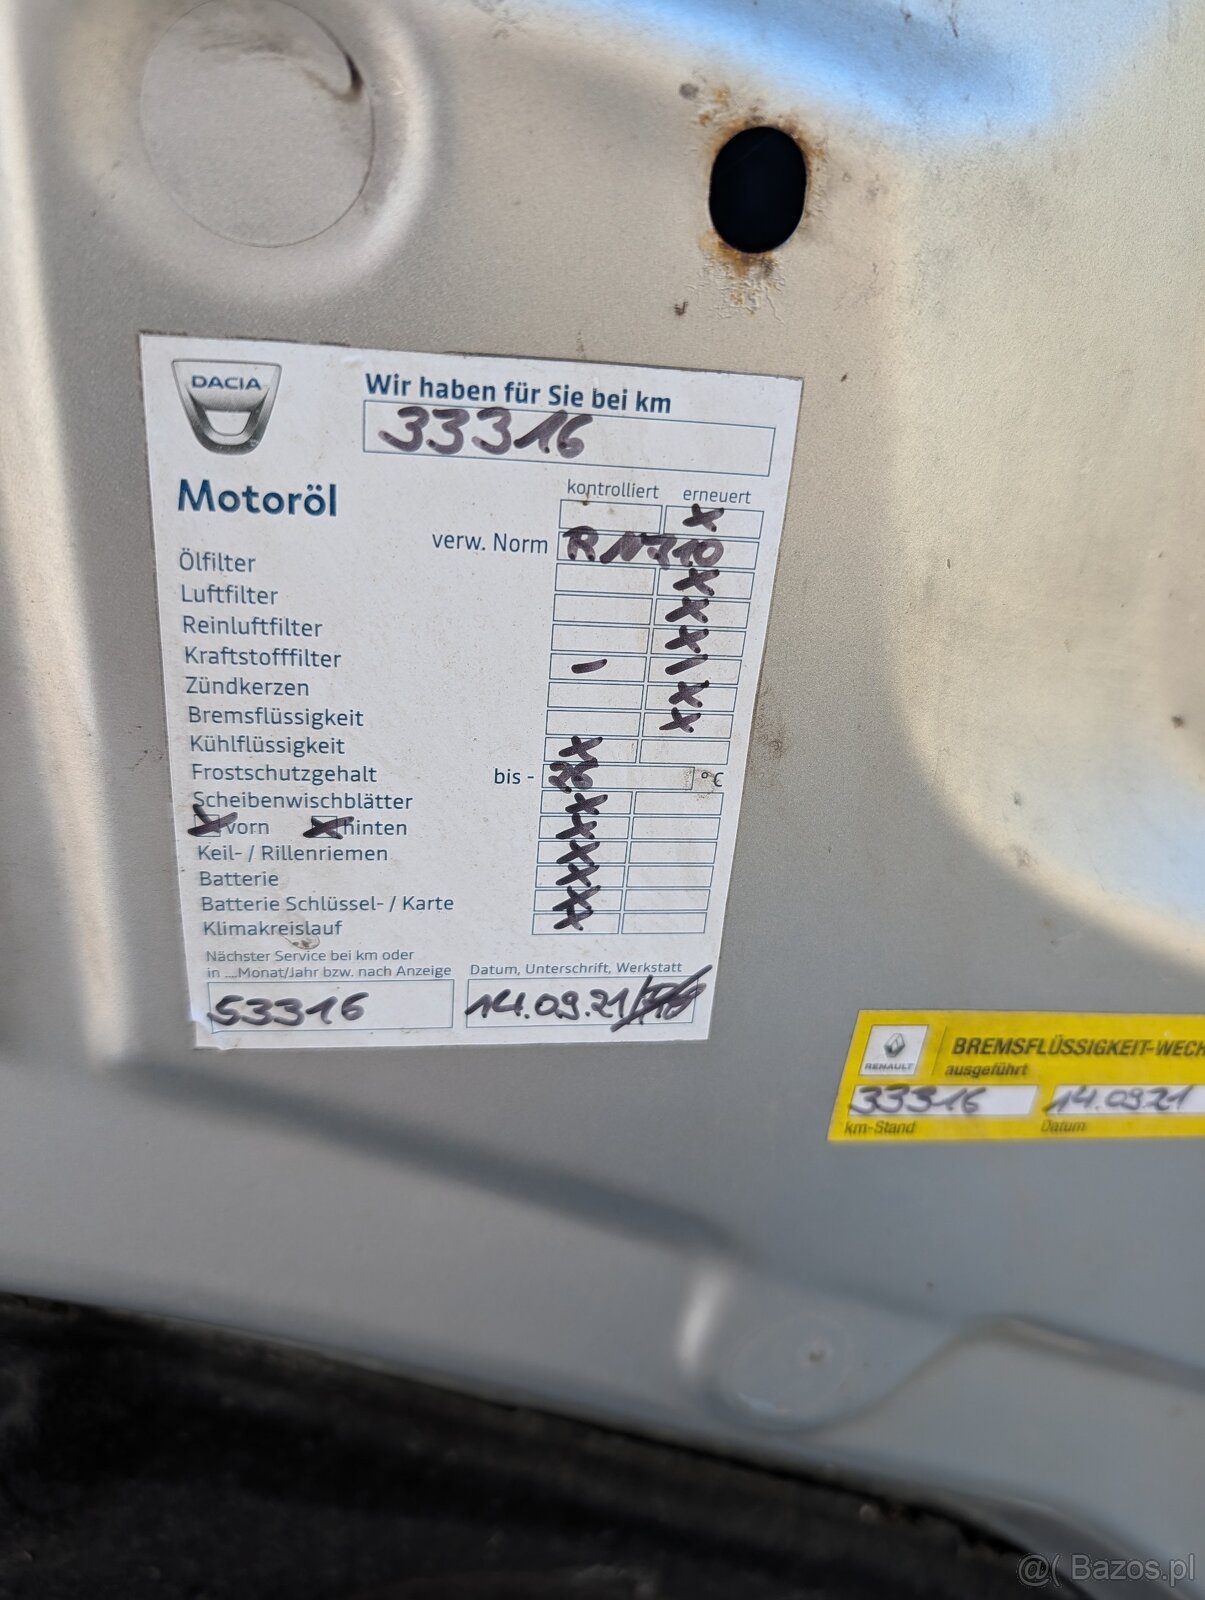 DACIA
Wir haben für Sie bei km
33316
Motoröl
kontrolliert erneuert
X
verw. Norm RN710
Ölfilter X
Luftfilter X
Reinluftfilter X
Kraftstofffilter - /
Zündkerzen X
Bremsflüssigkeit X
Kühlflüssigkeit X
Frostschutzgehalt bis - 26 °C
Scheibenwischblätter X
X vorn X hinten X
Keil- / Rillenriemen X
Batterie X
Batterie Schlüssel- / Karte X
Klimakreislauf X
Nächster Service bei km oder
in ....Monat/Jahr bzw. nach Anzeige
53316
Datum, Unterschrift, Werkstatt
14.09.21
RENAULT
BREMSFLÜSSIGKEIT-WECH
ausgeführt
33316 14.09.21
km-Stand Datum
@( Bazos.pl